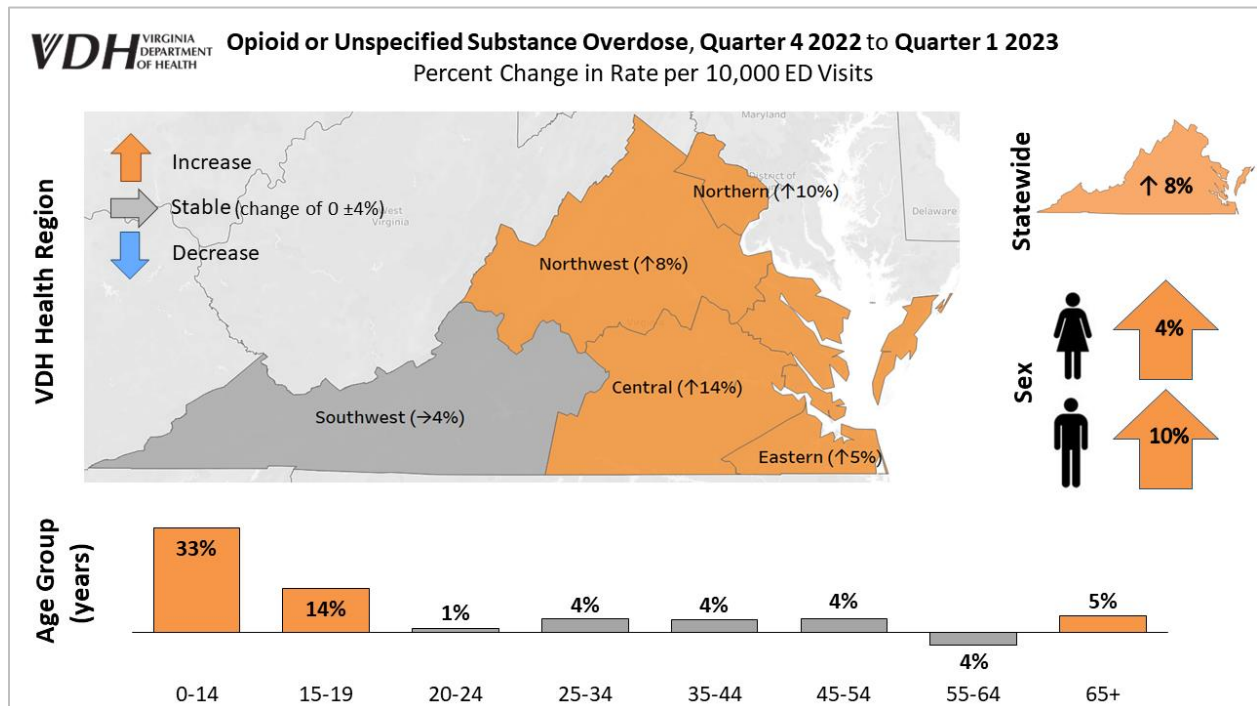 VDH VIRGINIA
DEPARTMENT
OF HEALTH
Opioid or Unspecified Substance Overdose, Quarter 4 2022 to Quarter 1 2023
Percent Change in Rate per 10,000 ED Visits
VDH Health Region
Increase
Stable (change of 0 ±4%)
Decrease
Maryland
District of
West
Virginia
Delaware
Northern (↑10%)
Northwest (↑8%)
Central (↑14%)
Southwest (→4%)
Eastern (↑5%)
Statewide
↑ 8%
Sex
4%
10%
Age Group
(years)
33%
14%
1%
4%
4%
4%
4%
5%
0-14
15-19
20-24
25-34
35-44
45-54
55-64
65+